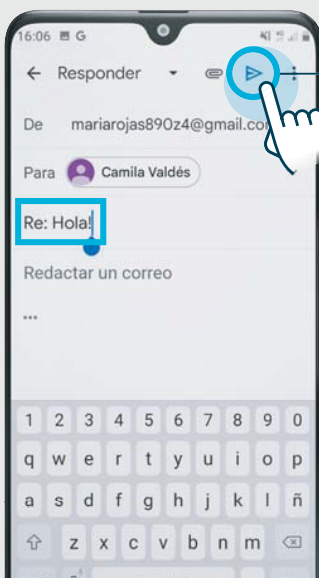 16:06 G
Responder
De mariarojas890z4@gmail.co
Para Camila Valdés
Re: Hola!
Redactar un correo
...
1 2 3 4 5 6 7 8 9 0
q w e r t y u i o p
a s d f g h j k l ñ
z x c v b n m